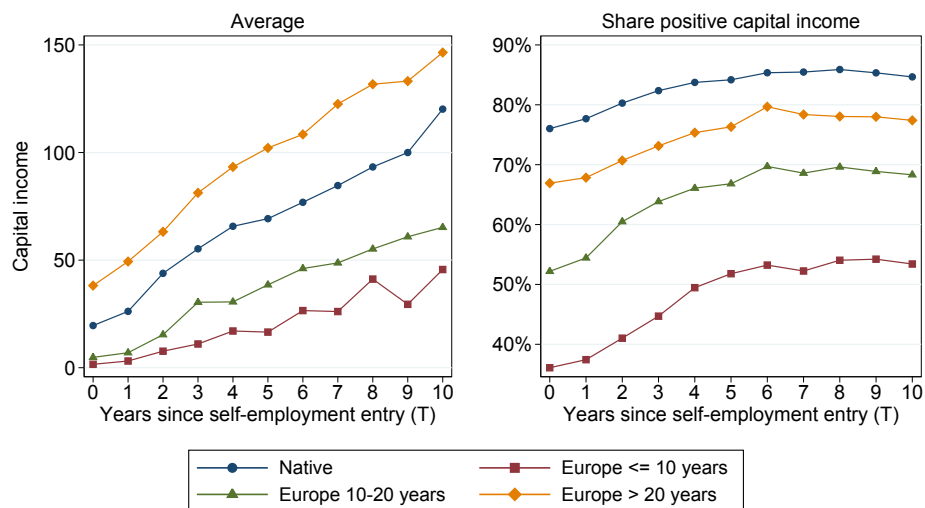 Average
Capital income
150
100
50
0
0 1 2 3 4 5 6 7 8 9 10
Years since self-employment entry (T)
Share positive capital income
90%
80%
70%
60%
50%
40%
0 1 2 3 4 5 6 7 8 9 10
Years since self-employment entry (T)
Native
Europe <= 10 years
Europe 10-20 years
Europe > 20 years